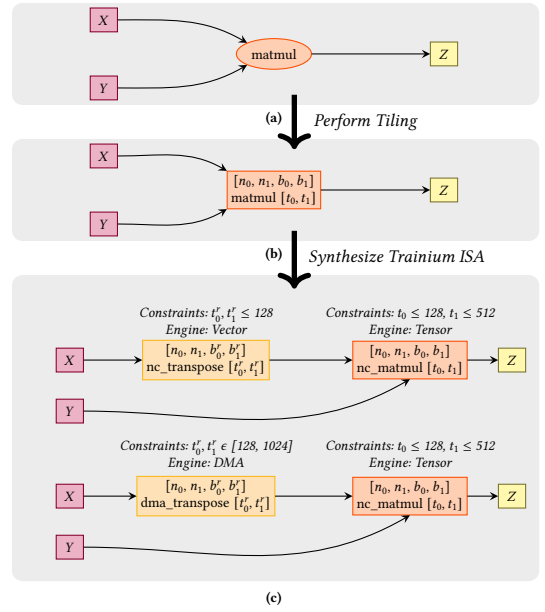 X
matmul
Z
Y
(a)
Perform Tiling
X
[n₀, n₁, b₀, b₁]
matmul [t₀, t₁]
Z
Y
(b)
Synthesize Trainium ISA
Constraints: t₀ʳ, t₁ʳ ≤ 128
Engine: Vector
Constraints: t₀ ≤ 128, t₁ ≤ 512
Engine: Tensor
X
[n₀, n₁, b₀ʳ, b₁ʳ]
nc_transpose [t₀ʳ, t₁ʳ]
[n₀, n₁, b₀, b₁]
nc_matmul [t₀, t₁]
Z
Y
Constraints: t₀ʳ, t₁ʳ ϵ [128, 1024]
Engine: DMA
Constraints: t₀ ≤ 128, t₁ ≤ 512
Engine: Tensor
X
[n₀, n₁, b₀ʳ, b₁ʳ]
dma_transpose [t₀ʳ, t₁ʳ]
[n₀, n₁, b₀, b₁]
nc_matmul [t₀, t₁]
Z
Y
(c)